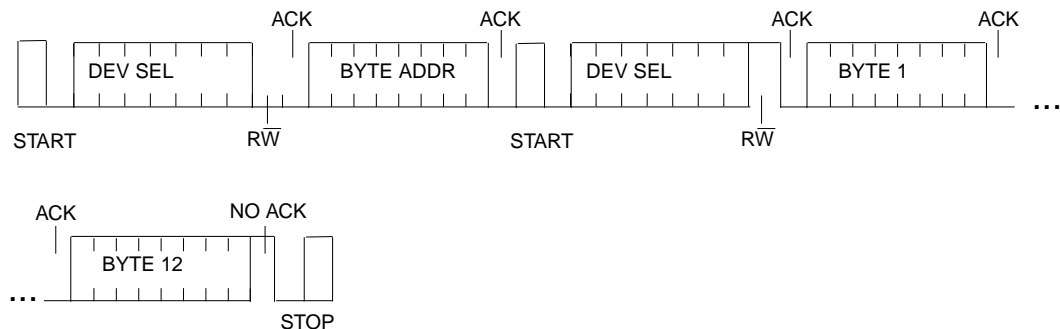 ACK ACK ACK ACK
DEV SEL BYTE ADDR DEV SEL BYTE 1
...
START RW̅ START RW̅
ACK NO ACK
BYTE 12
...
STOP